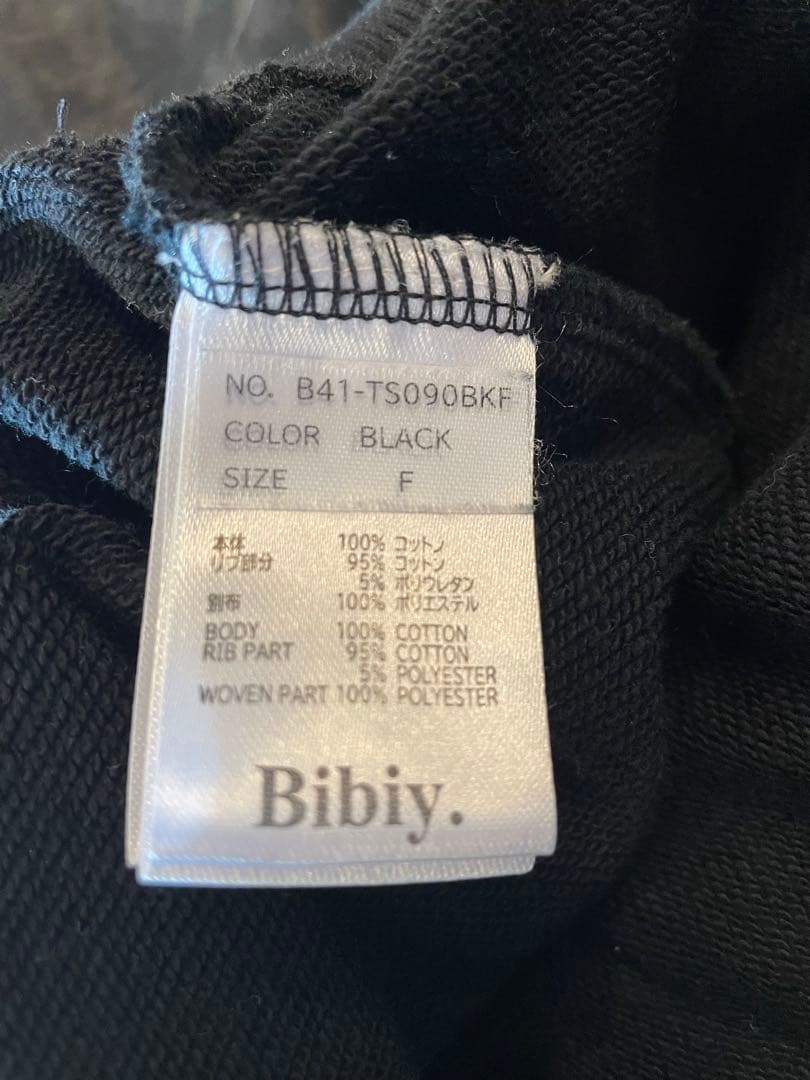 NO. B41-TS090BKF
COLOR BLACK
SIZE F
本体 100% コットン
リブ部分 95% コットン
5% ポリウレタン
別布 100% ポリエステル
BODY 100% COTTON
RIB PART 95% COTTON
5% POLYESTER
WOVEN PART 100% POLYESTER
Bibiy.